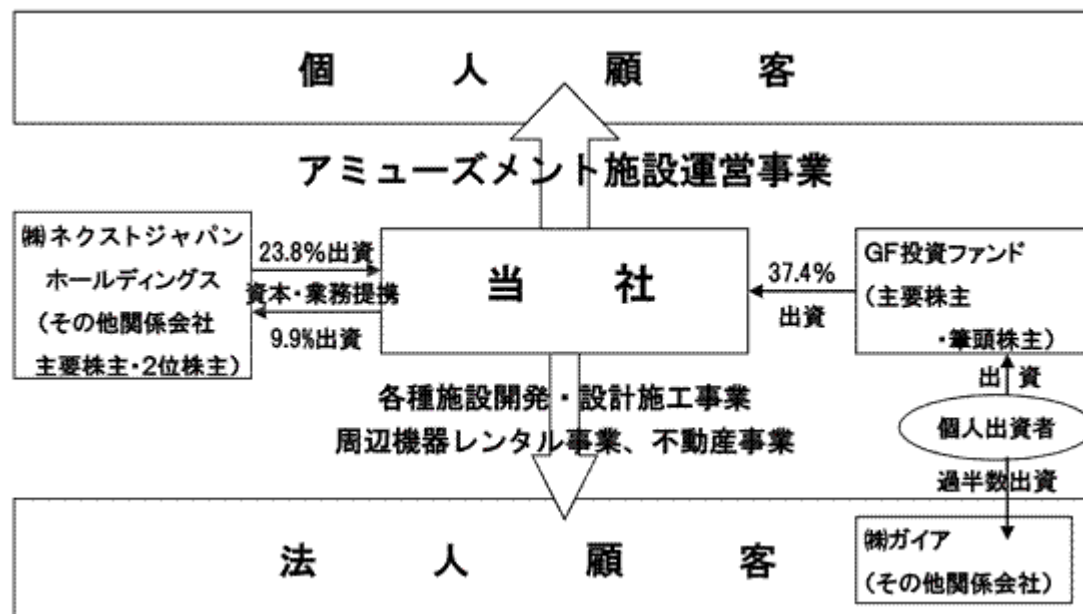 個人顧客
アミューズメント施設運営事業
㈱ネクストジャパン
ホールディングス
(その他関係会社
主要株主・2位株主)
23.8%出資
資本・業務提携
9.9%出資
当社
37.4%
出資
GF投資ファンド
(主要株主
・筆頭株主)
出資
個人出資者
過半数出資
各種施設開発・設計施工事業
周辺機器レンタル事業、不動産事業
法人顧客
㈱ガイア
(その他関係会社)